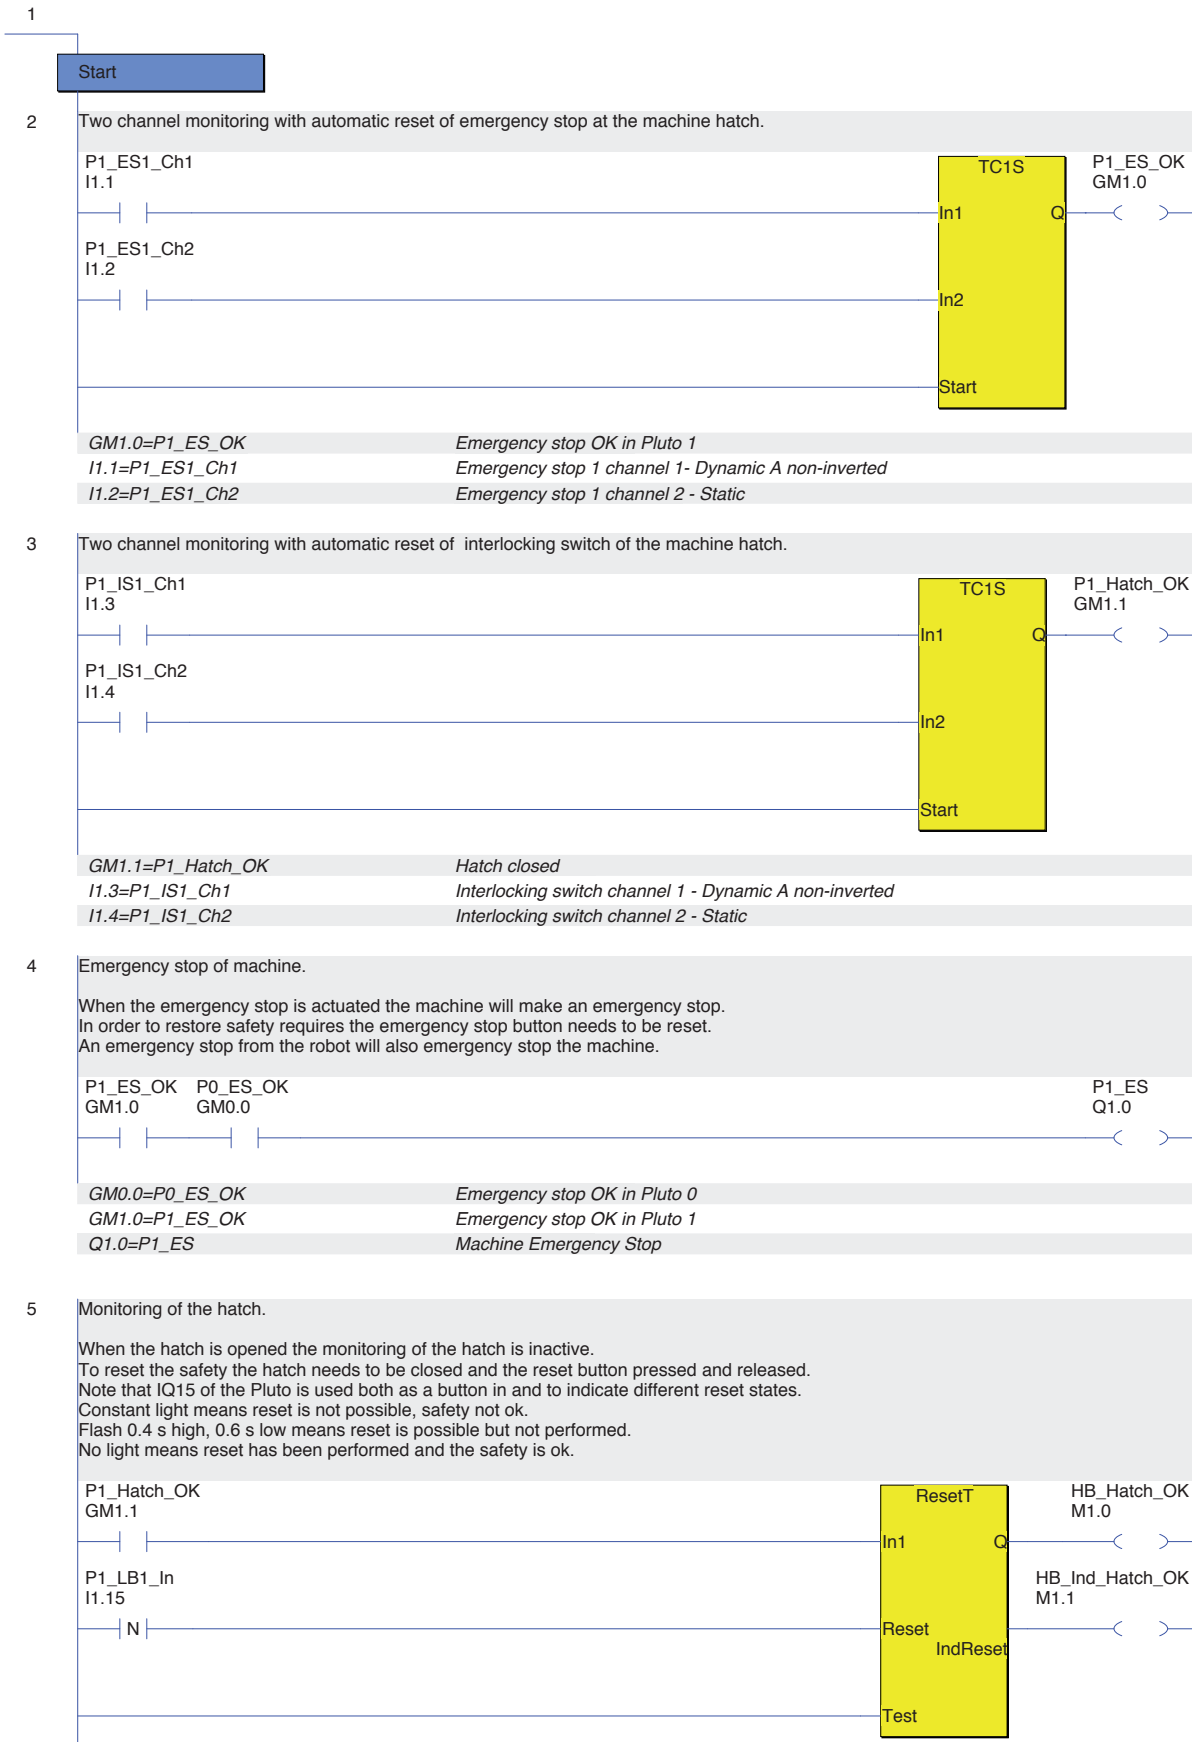 1
Start
2 Two channel monitoring with automatic reset of emergency stop at the machine hatch.
P1_ES1_Ch1 TC1S P1_ES_OK
I1.1 GM1.0
In1 Q
P1_ES1_Ch2
I1.2
In2
Start
GM1.0=P1_ES_OK Emergency stop OK in Pluto 1
I1.1=P1_ES1_Ch1 Emergency stop 1 channel 1- Dynamic A non-inverted
I1.2=P1_ES1_Ch2 Emergency stop 1 channel 2 - Static
3 Two channel monitoring with automatic reset of interlocking switch of the machine hatch.
P1_IS1_Ch1 TC1S P1_Hatch_OK
I1.3 GM1.1
In1 Q
P1_IS1_Ch2
I1.4
In2
Start
GM1.1=P1_Hatch_OK Hatch closed
I1.3=P1_IS1_Ch1 Interlocking switch channel 1 - Dynamic A non-inverted
I1.4=P1_IS1_Ch2 Interlocking switch channel 2 - Static
4 Emergency stop of machine.
When the emergency stop is actuated the machine will make an emergency stop.
In order to restore safety requires the emergency stop button needs to be reset.
An emergency stop from the robot will also emergency stop the machine.
P1_ES_OK P0_ES_OK P1_ES
GM1.0 GM0.0 Q1.0
GM0.0=P0_ES_OK Emergency stop OK in Pluto 0
GM1.0=P1_ES_OK Emergency stop OK in Pluto 1
Q1.0=P1_ES Machine Emergency Stop
5 Monitoring of the hatch.
When the hatch is opened the monitoring of the hatch is inactive.
To reset the safety the hatch needs to be closed and the reset button pressed and released.
Note that IQ15 of the Pluto is used both as a button in and to indicate different reset states.
Constant light means reset is not possible, safety not ok.
Flash 0.4 s high, 0.6 s low means reset is possible but not performed.
No light means reset has been performed and the safety is ok.
P1_Hatch_OK ResetT HB_Hatch_OK
GM1.1 M1.0
In1 Q
P1_LB1_In HB_Ind_Hatch_OK
I1.15 M1.1
N Reset
IndReset
Test